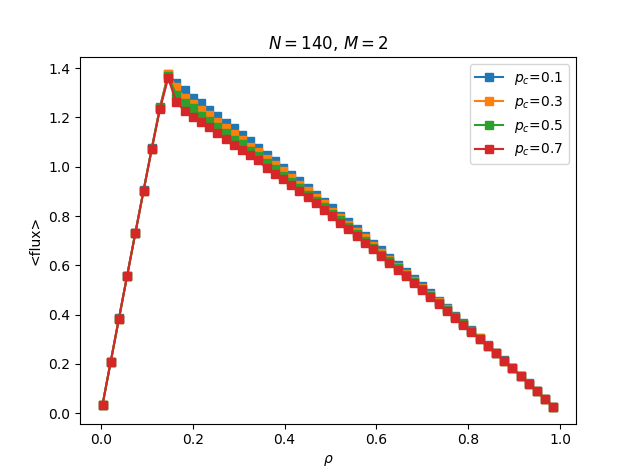 N = 140, M = 2
1.4
1.2
1.0
0.8
0.6
0.4
0.2
0.0
<flux>
p_c=0.1
p_c=0.3
p_c=0.5
p_c=0.7
0.0 0.2 0.4 0.6 0.8 1.0
ρ